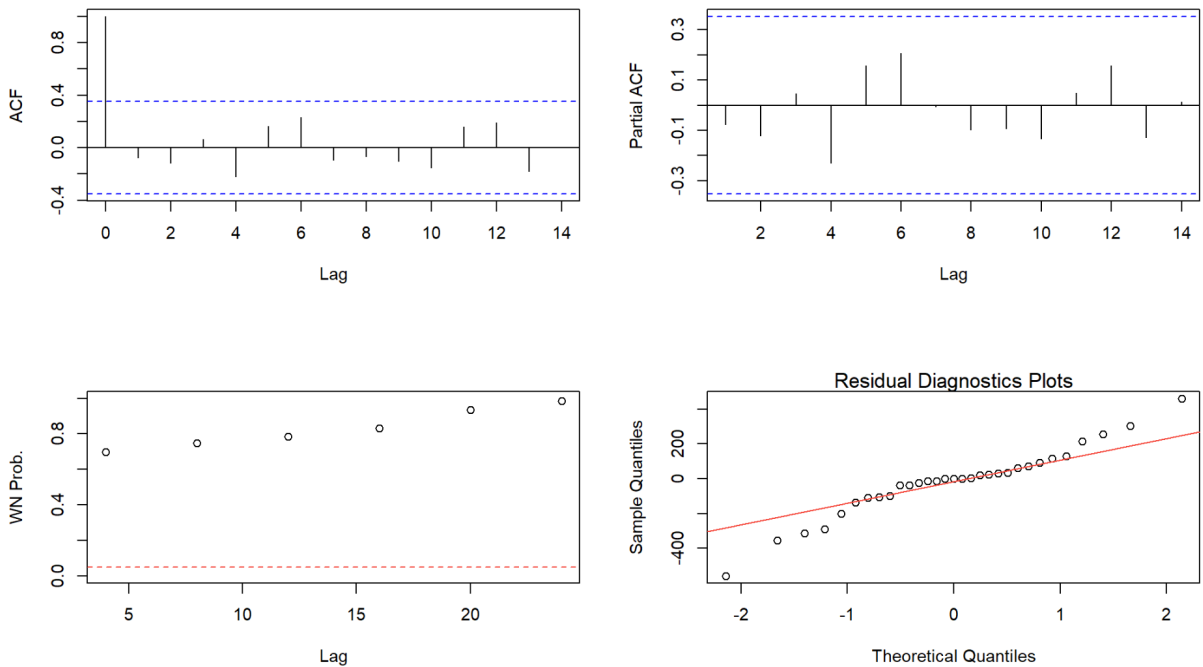 ACF
0.8
0.4
0.0
-0.4
0 2 4 6 8 10 12 14
Lag
Partial ACF
0.3
0.1
-0.1
-0.3
2 4 6 8 10 12 14
Lag
WN Prob.
0.8
0.4
0.0
5 10 15 20
Lag
Residual Diagnostics Plots
Sample Quantiles
200
0
-400
-2 -1 0 1 2
Theoretical Quantiles